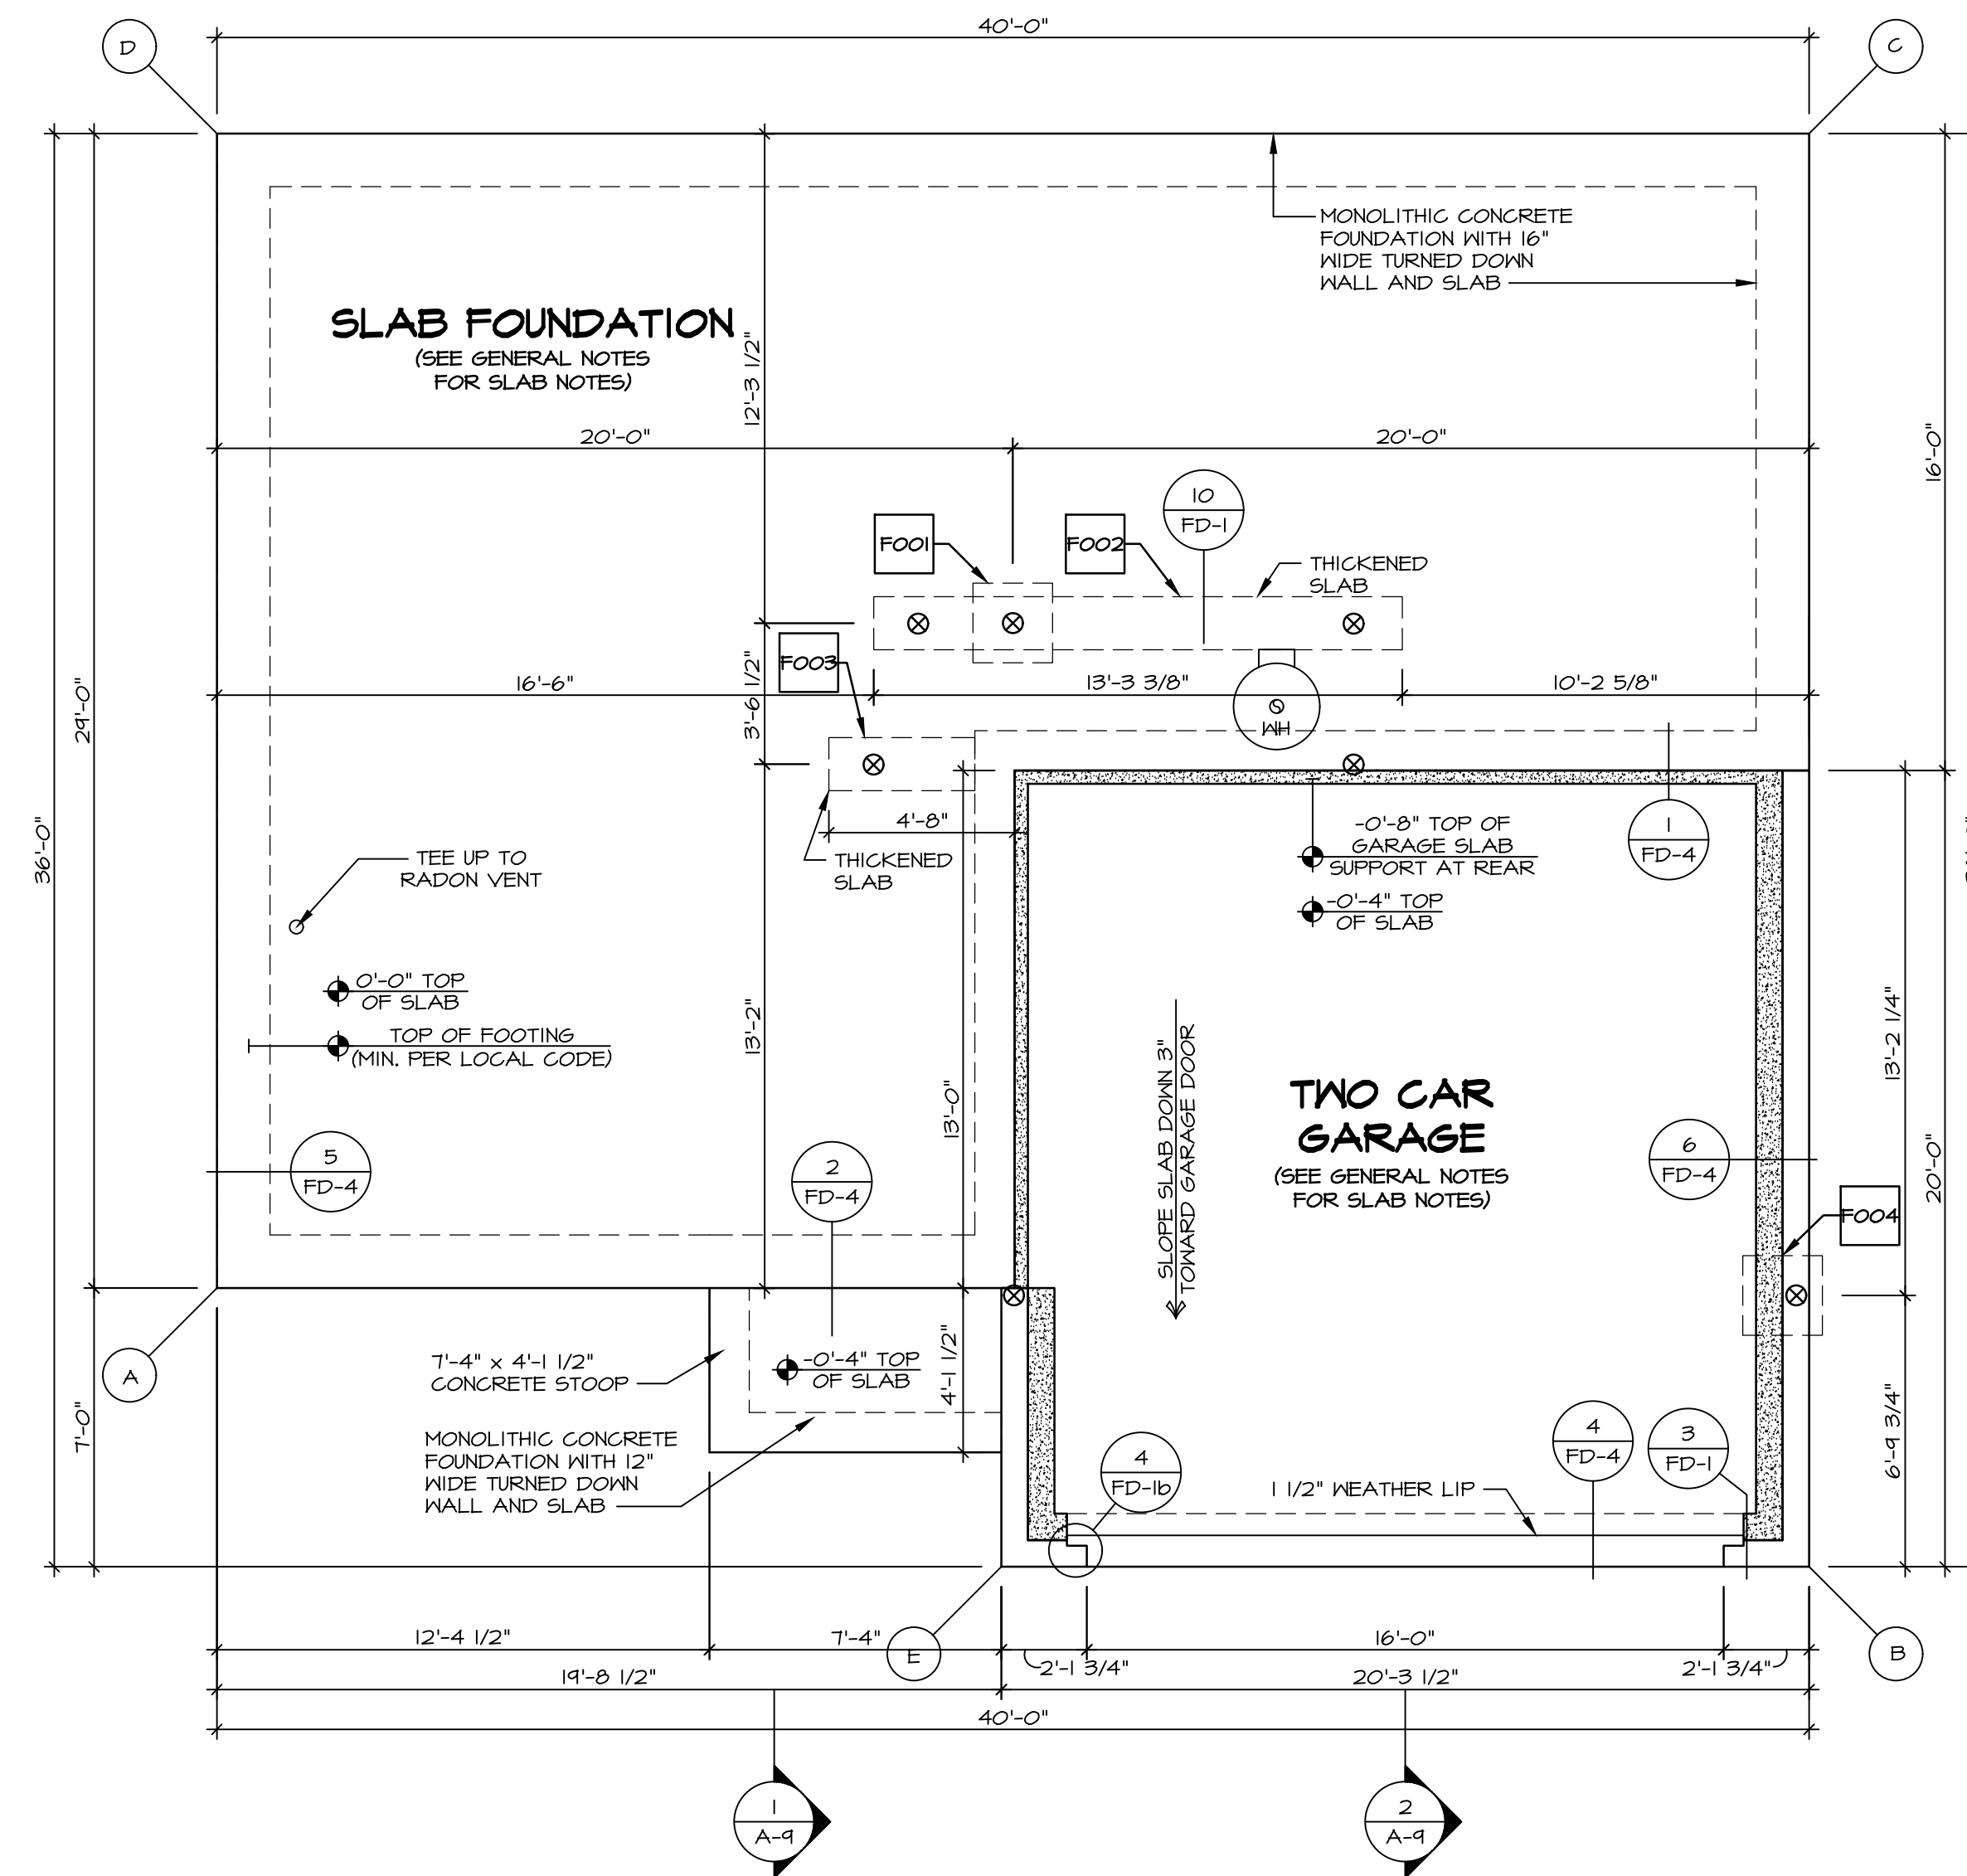 40'-0"
D
C
MONOLITHIC CONCRETE
FOUNDATION WITH 16"
WIDE TURNED DOWN
WALL AND SLAB
SLAB FOUNDATION
(SEE GENERAL NOTES
FOR SLAB NOTES)
12'-3 1/2"
20'-0"
20'-0"
16'-0"
10
FD-1
F001
F002
THICKENED
SLAB
F003
16'-6"
3'-6 1/2"
13'-3 3/8"
10'-2 5/8"
29'-0"
S
WH
36'-0"
4'-8"
THICKENED
SLAB
-0'-8" TOP OF
GARAGE SLAB
SUPPORT AT REAR
1
FD-4
-0'-4" TOP
OF SLAB
TEE UP TO
RADON VENT
0'-0" TOP
OF SLAB
TOP OF FOOTING
(MIN. PER LOCAL CODE)
13'-2"
13'-0"
SLOPE SLAB DOWN 3"
TOWARD GARAGE DOOR
TWO CAR
GARAGE
(SEE GENERAL NOTES
FOR SLAB NOTES)
13'-2 1/4"
20'-0"
5
FD-4
2
FD-4
6
FD-4
F004
A
7'-0"
7'-4" x 4'-1 1/2"
CONCRETE STOOP
-0'-4" TOP
OF SLAB
4'-1 1/2"
MONOLITHIC CONCRETE
FOUNDATION WITH 12"
WIDE TURNED DOWN
WALL AND SLAB
4
FD-1b
1 1/2" WEATHER LIP
4
FD-4
3
FD-1
6'-9 3/4"
12'-4 1/2"
7'-4"
E
2'-1 3/4"
16'-0"
2'-1 3/4"
B
19'-8 1/2"
20'-3 1/2"
40'-0"
1
A-9
2
A-9